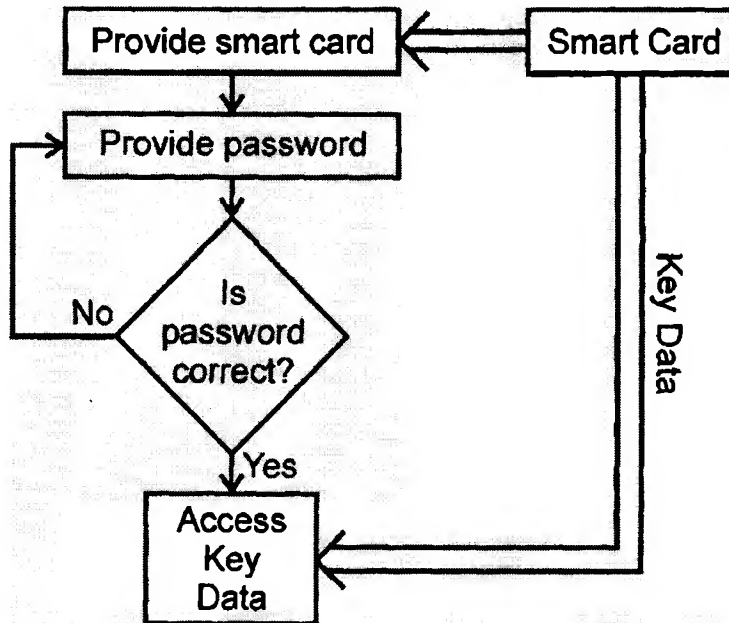 Provide smart card
Smart Card
Provide password
Is
password
correct?
No
Key Data
Yes
Access
Key
Data